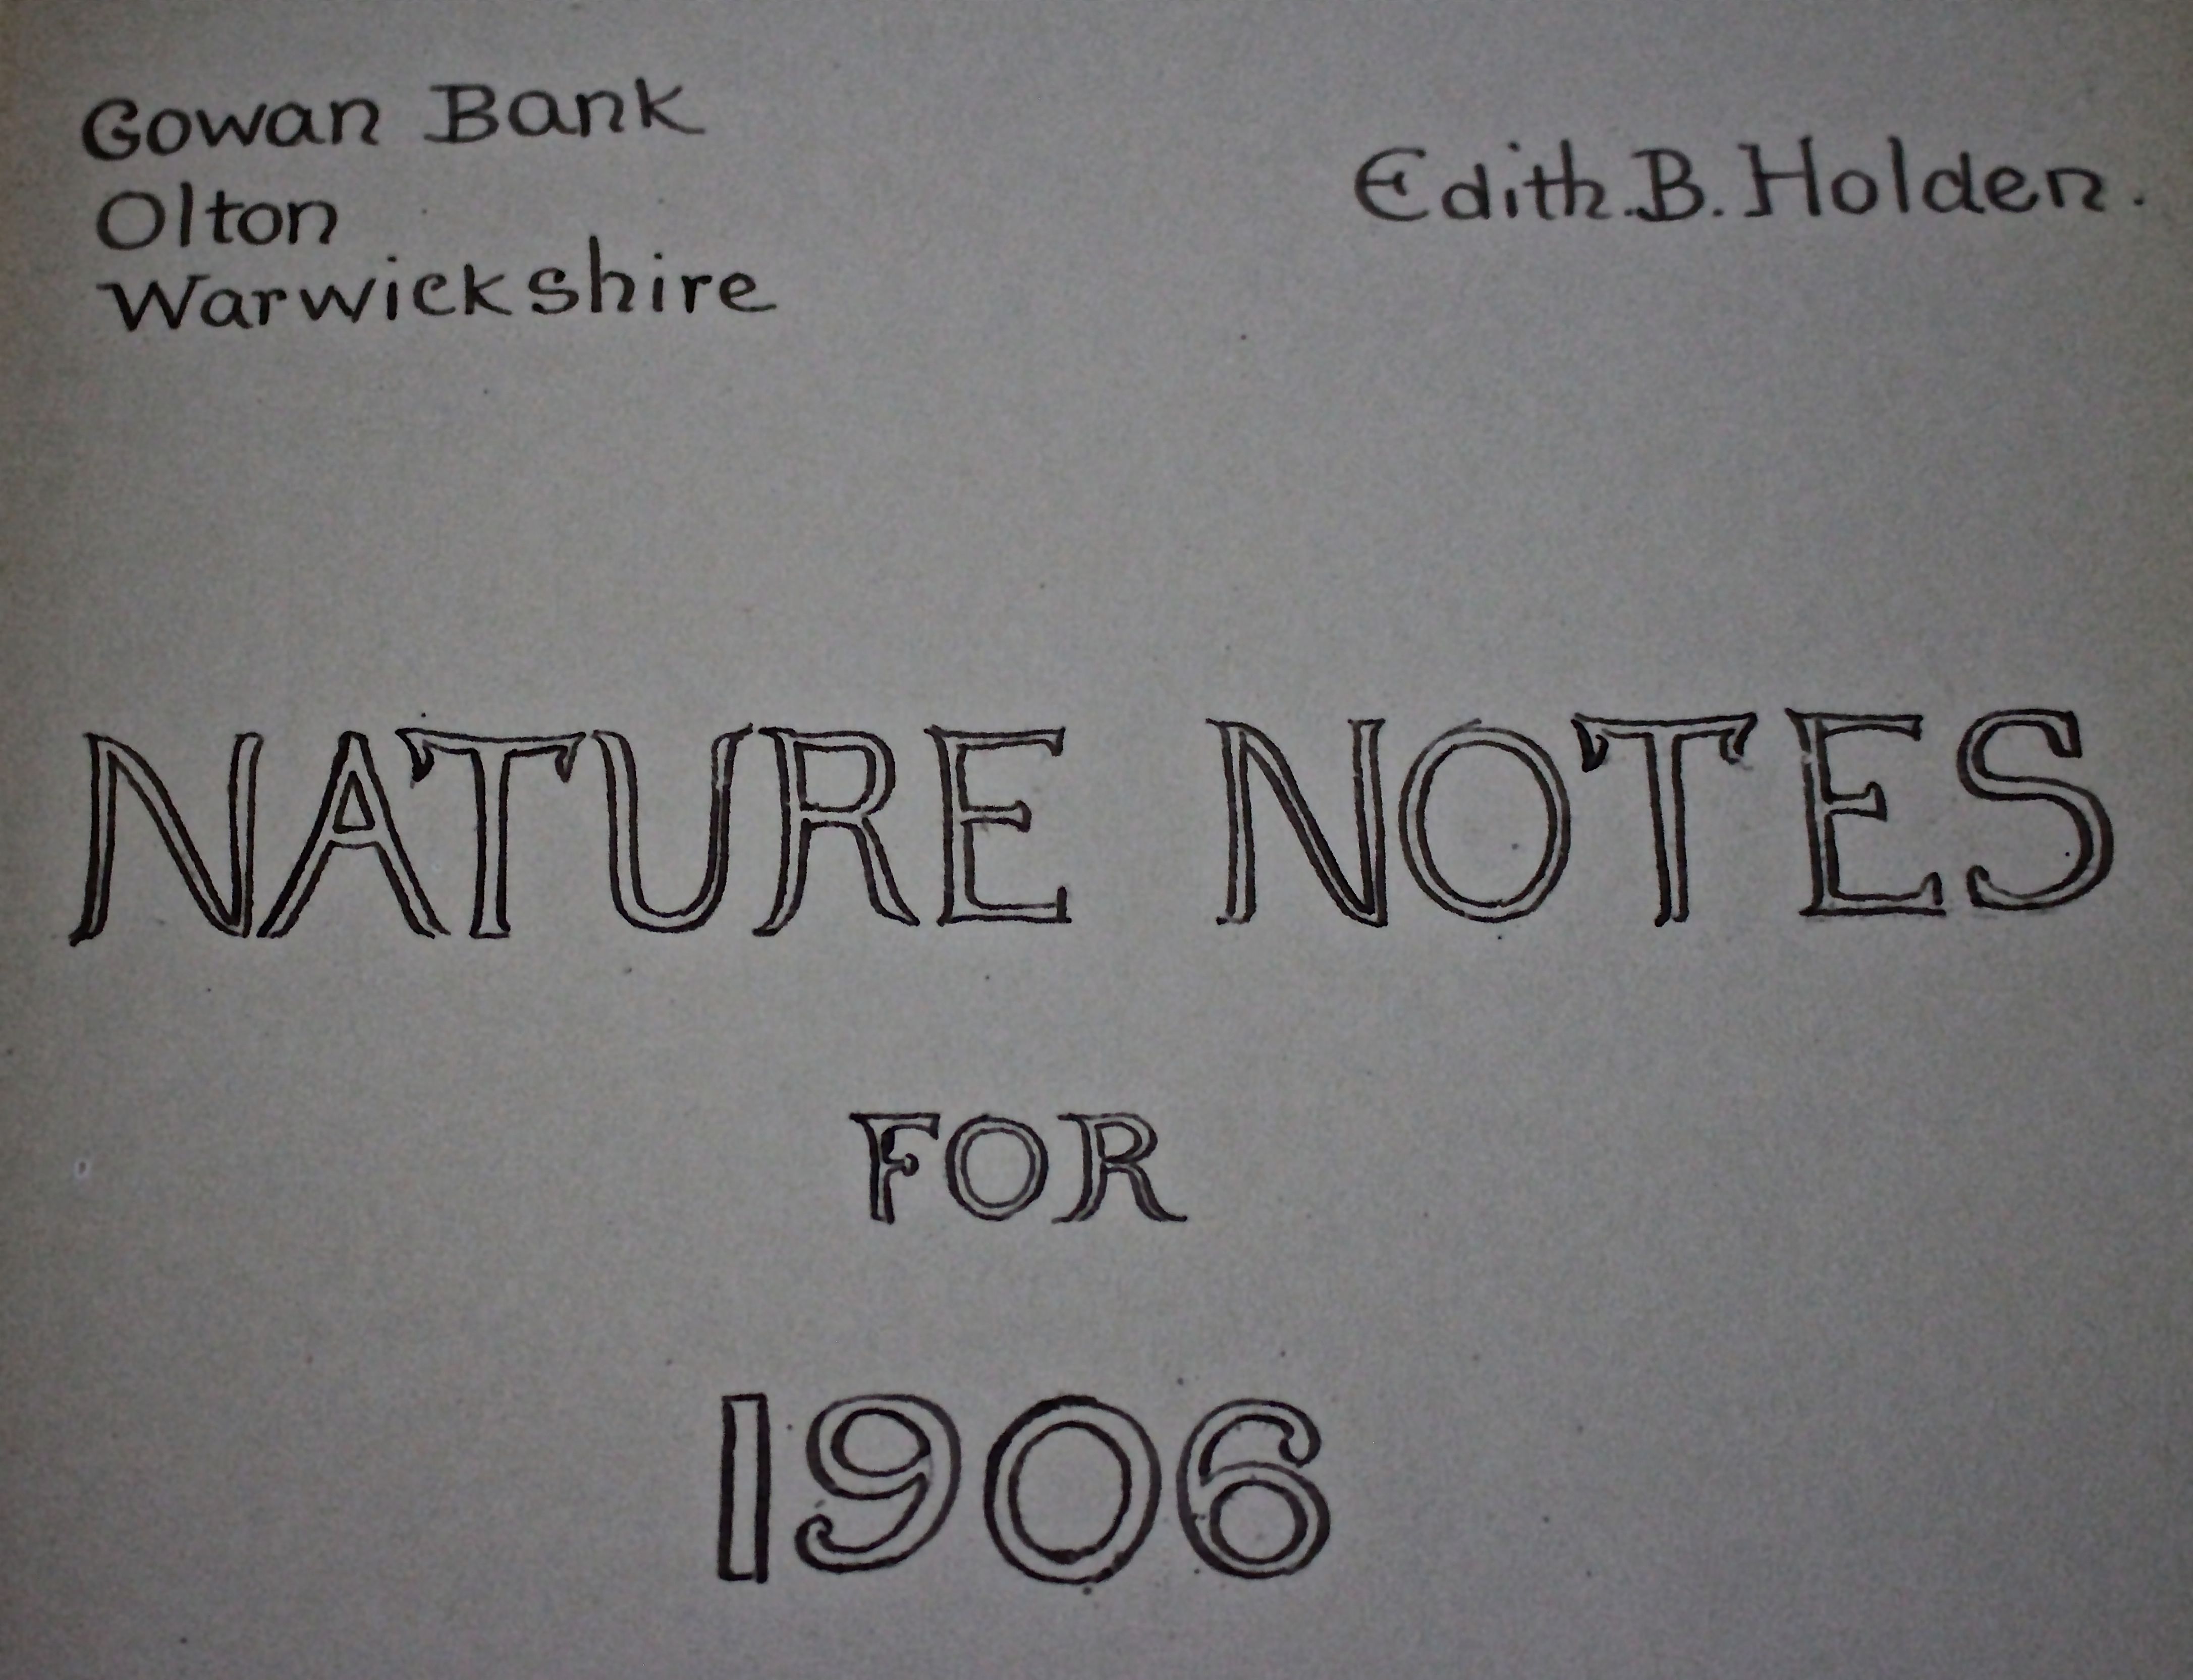 Gowan Bank
Olton
Warwickshire
Edith.B.Holden.
NATURE NOTES
FOR
1906